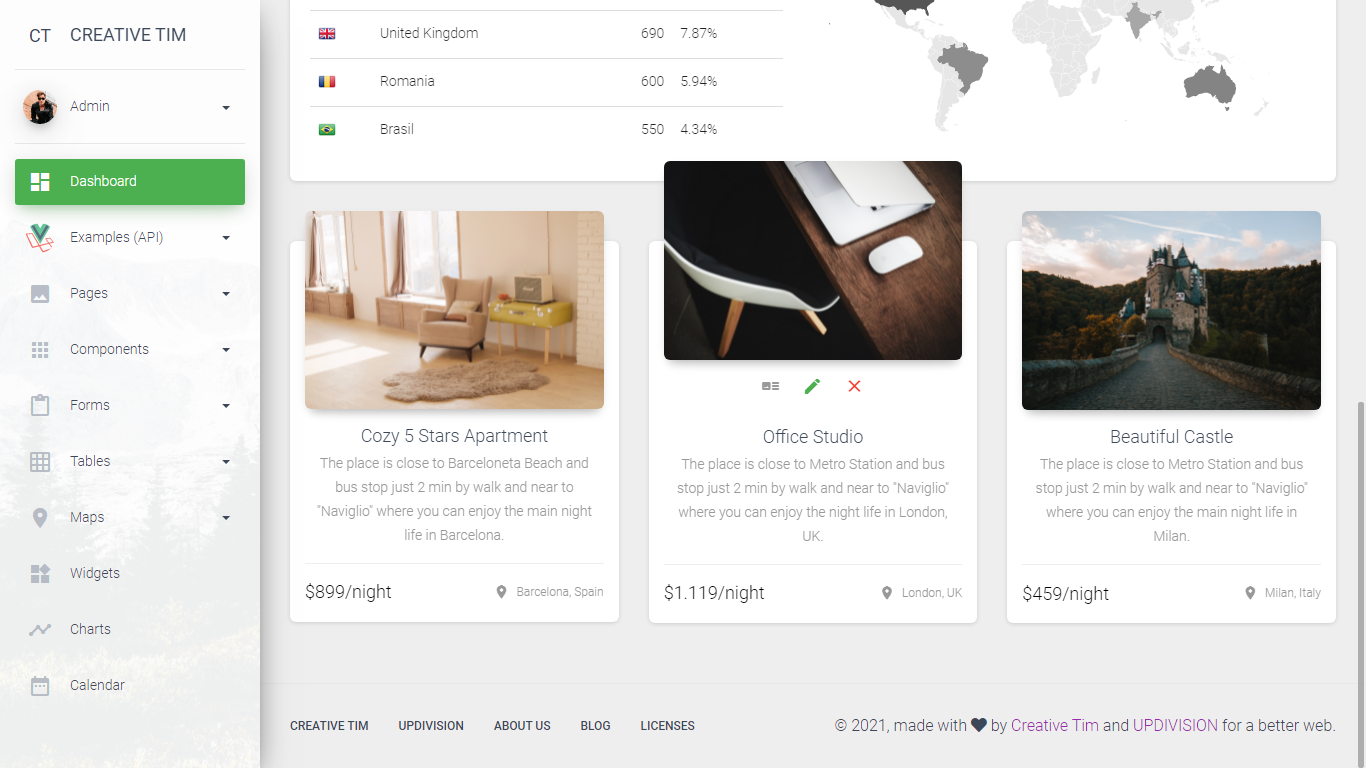 CT CREATIVE TIM
Admin
Dashboard
Examples (API)
Pages
Components
Forms
Tables
Maps
Widgets
Charts
Calendar
United Kingdom 690 7.87%
Romania 600 5.94%
Brasil 550 4.34%
Cozy 5 Stars Apartment
The place is close to Barceloneta Beach and
bus stop just 2 min by walk and near to
"Naviglio" where you can enjoy the main night
life in Barcelona.
$899/night Barcelona, Spain
Office Studio
The place is close to Metro Station and bus
stop just 2 min by walk and near to "Naviglio"
where you can enjoy the night life in London,
UK.
$1.119/night London, UK
Beautiful Castle
The place is close to Metro Station and bus
stop just 2 min by walk and near to "Naviglio"
where you can enjoy the main night life in
Milan.
$459/night Milan, Italy
CREATIVE TIM UPDIVISION ABOUT US BLOG LICENSES
© 2021, made with by Creative Tim and UPDIVISION for a better web.